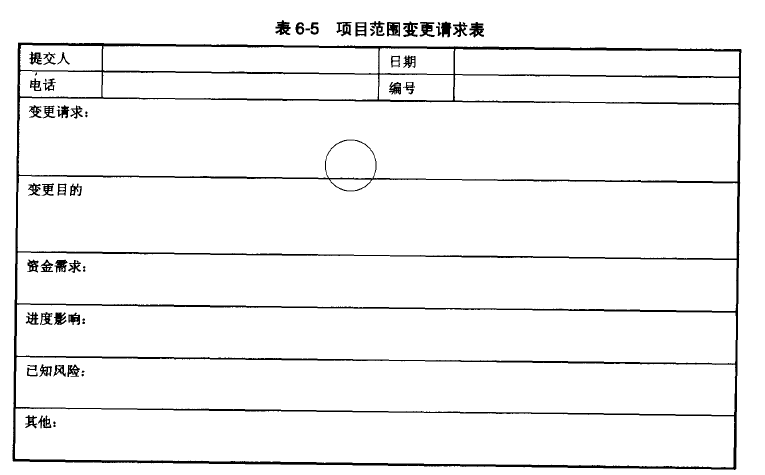 表6-5 项目范围变更请求表
提交人 日期
电话 编号
变更请求：
变更目的
资金需求：
进度影响：
已知风险：
其他：